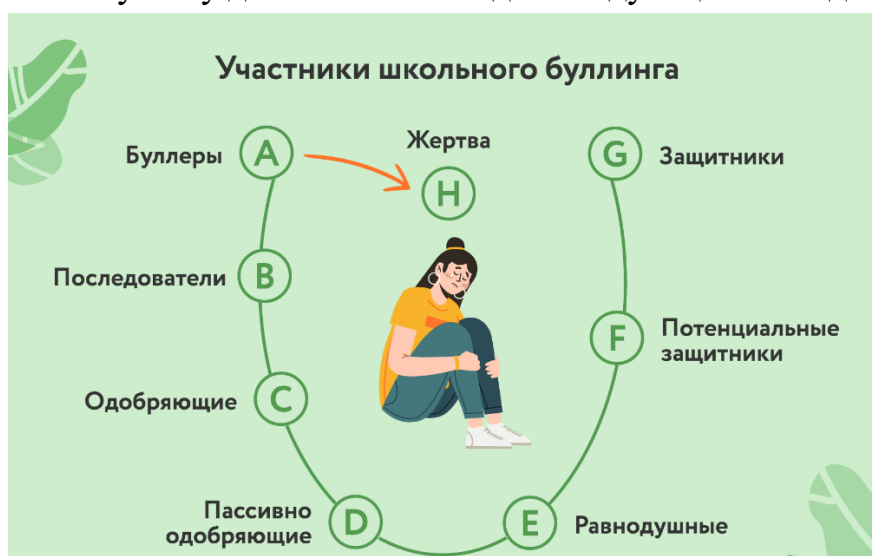 Участники школьного буллинга
Буллеры
A
Жертва
H
G
Защитники
Последователи
B
F
Потенциальные
защитники
Одобряющие
C
Пассивно
одобряющие
D
E
Равнодушные